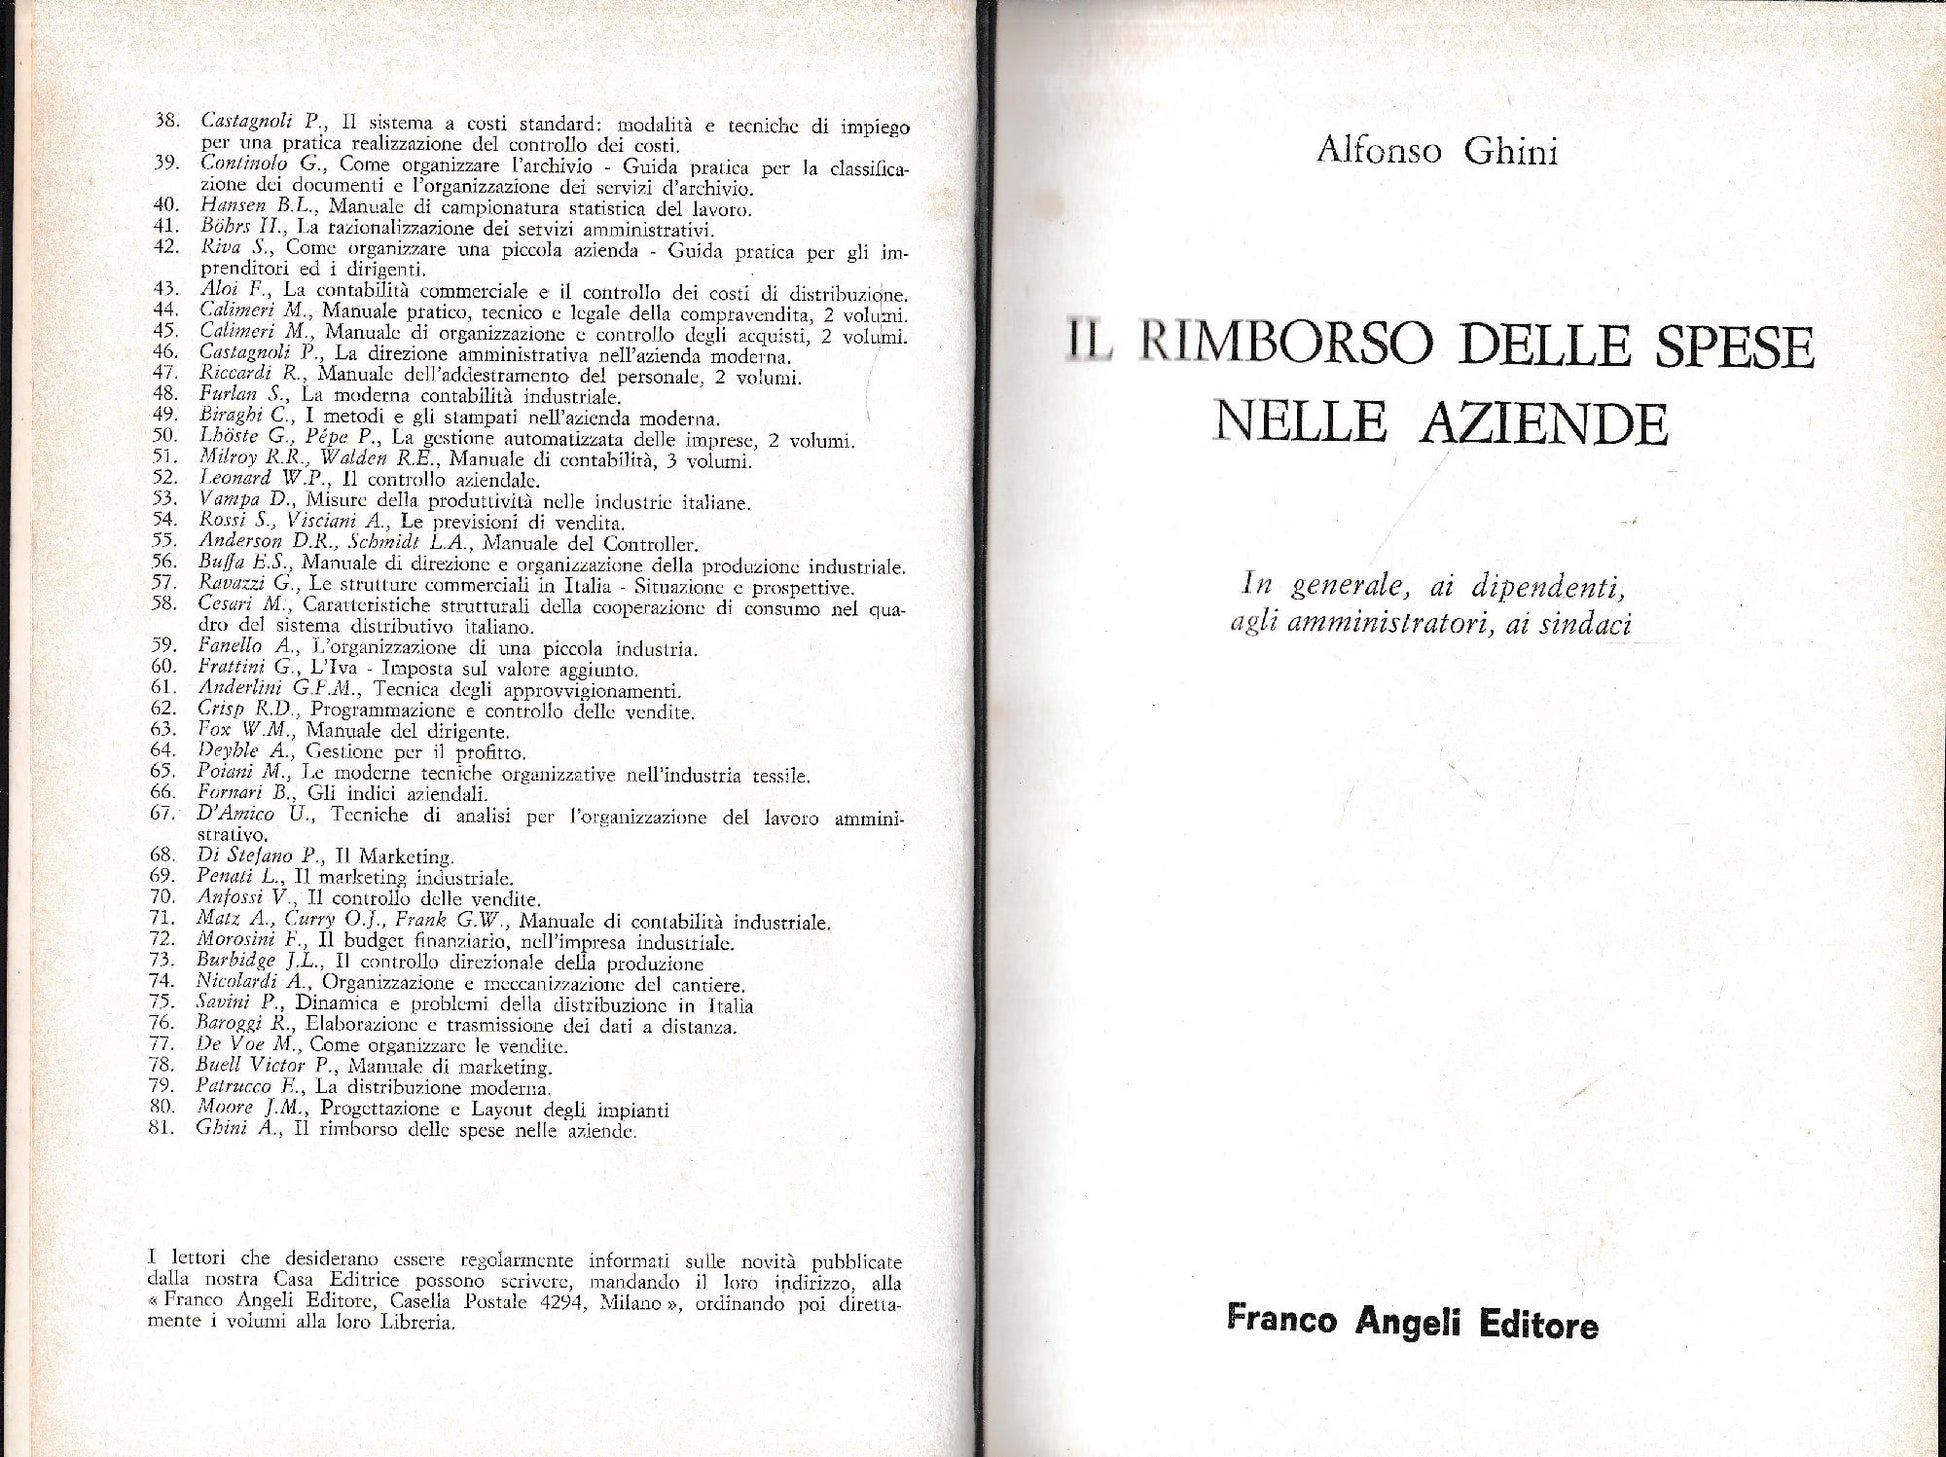 38. Castagnoli P., Il sistema a costi standard: modalità e tecniche di impiego
per una pratica realizzazione del controllo dei costi.
39. Continolo G., Come organizzare l'archivio - Guida pratica per la classifica-
zione dei documenti e l'organizzazione dei servizi d'archivio.
40. Hansen B.L., Manuale di campionatura statistica del lavoro.
41. Böhrs H., La razionalizzazione dei servizi amministrativi.
42. Riva S., Come organizzare una piccola azienda - Guida pratica per gli im-
prenditori ed i dirigenti.
43. Aloi F., La contabilità commerciale e il controllo dei costi di distribuzione.
44. Calimeri M., Manuale pratico, tecnico e legale della compravendita, 2 volumi.
45. Calimeri M., Manuale di organizzazione e controllo degli acquisti, 2 volumi.
46. Castagnoli P., La direzione amministrativa nell'azienda moderna.
47. Riccardi R., Manuale dell'addestramento del personale, 2 volumi.
48. Furlan S., La moderna contabilità industriale.
49. Biraghi C., I metodi e gli stampati nell'azienda moderna.
50. Lhöste G., Pépe P., La gestione automatizzata delle imprese, 2 volumi.
51. Milroy R.R., Walden R.E., Manuale di contabilità, 3 volumi.
52. Leonard W.P., Il controllo aziendale.
53. Vampa D., Misure della produttività nelle industrie italiane.
54. Rossi S., Visciani A., Le previsioni di vendita.
55. Anderson D.R., Schmidt L.A., Manuale del Controller.
56. Buffa E.S., Manuale di direzione e organizzazione della produzione industriale.
57. Ravazzi G., Le strutture commerciali in Italia - Situazione e prospettive.
58. Cesari M., Caratteristiche strutturali della cooperazione di consumo nel qua-
dro del sistema distributivo italiano.
59. Fanello A., L'organizzazione di una piccola industria.
60. Frattini G., L'Iva - Imposta sul valore aggiunto.
61. Anderlini G.F.M., Tecnica degli approvvigionamenti.
62. Crisp R.D., Programmazione e controllo delle vendite.
63. Fox W.M., Manuale del dirigente.
64. Deyhle A., Gestione per il profitto.
65. Poiani M., Le moderne tecniche organizzative nell'industria tessile.
66. Fornari B., Gli indici aziendali.
67. D'Amico U., Tecniche di analisi per l'organizzazione del lavoro ammini-
strativo.
68. Di Stefano P., Il Marketing.
69. Penati L., Il marketing industriale.
70. Anfossi V., Il controllo delle vendite.
71. Matz A., Curry O.J., Frank G.W., Manuale di contabilità industriale.
72. Morosini F., Il budget finanziario, nell'impresa industriale.
73. Burbidge J.L., Il controllo direzionale della produzione
74. Nicolardi A., Organizzazione e meccanizzazione del cantiere.
75. Savini P., Dinamica e problemi della distribuzione in Italia
76. Baroggi R., Elaborazione e trasmissione dei dati a distanza.
77. De Voe M., Come organizzare le vendite.
78. Buell Victor P., Manuale di marketing.
79. Patrucco E., La distribuzione moderna.
80. Moore J.M., Progettazione e Layout degli impianti
81. Ghini A., Il rimborso delle spese nelle aziende.
I lettori che desiderano essere regolarmente informati sulle novità pubblicate
dalla nostra Casa Editrice possono scrivere, mandando il loro indirizzo, alla
« Franco Angeli Editore, Casella Postale 4294, Milano », ordinando poi diretta-
mente i volumi alla loro Libreria.
Alfonso Ghini
IL RIMBORSO DELLE SPESE
NELLE AZIENDE
In generale, ai dipendenti,
agli amministratori, ai sindaci
Franco Angeli Editore